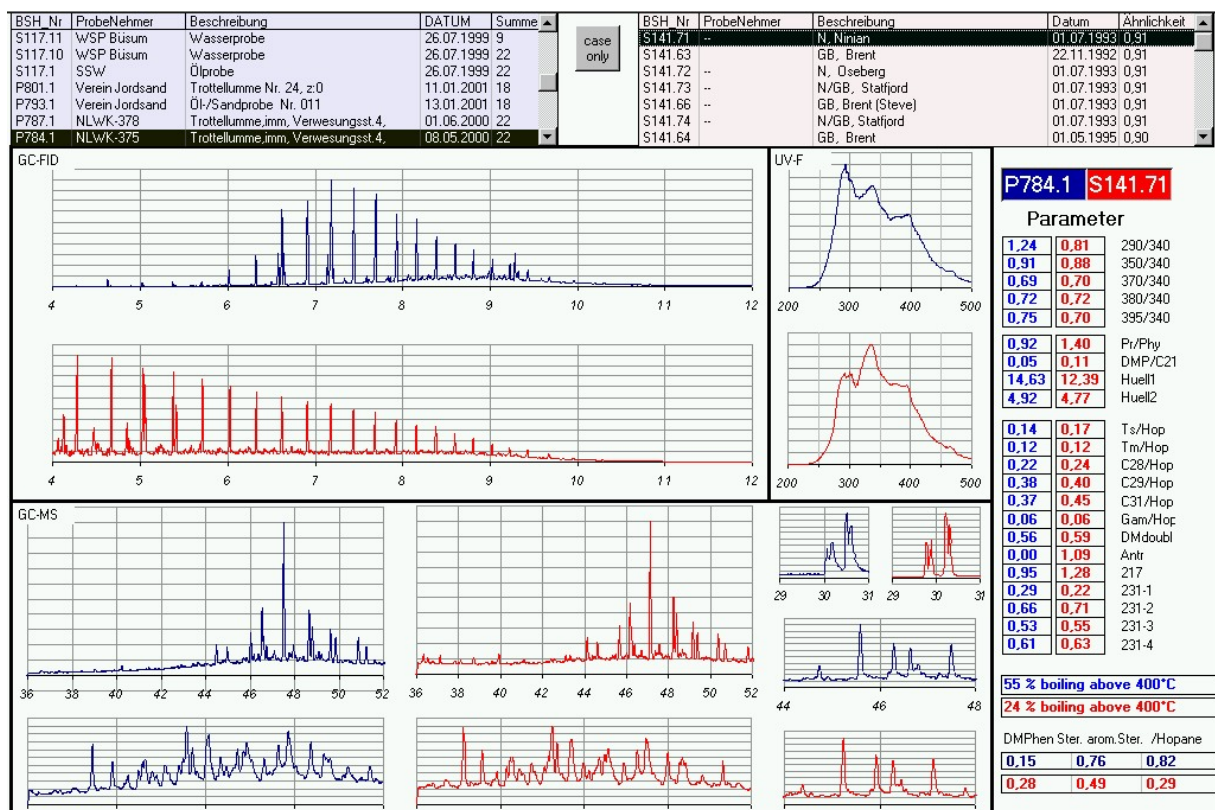 BSH_Nr ProbeNehmer Beschreibung DATUM Summe
S117.11 WSP Büsum Wasserprobe 26.07.1999 9
S117.10 WSP Büsum Wasserprobe 26.07.1999 22
S117.1 SSW Ölprobe 26.07.1999 22
P801.1 Verein Jordsand Trottellumme Nr. 24, z:0 11.01.2001 18
P793.1 Verein Jordsand Öl-/Sandprobe Nr. 011 13.01.2001 18
P787.1 NLWK-378 Trottellumme,imm, Verwesungsst.4, 01.06.2000 22
P784.1 NLWK-375 Trottellumme,imm, Verwesungsst.4, 08.05.2000 22
case
only
BSH_Nr ProbeNehmer Beschreibung Datum Ähnlichkeit
S141.71 -- N, Ninian 01.07.1993 0,91
S141.63 GB, Brent 22.11.1992 0,91
S141.72 -- N, Oseberg 01.07.1993 0,91
S141.73 -- N/GB, Statfjord 01.07.1993 0,91
S141.66 -- GB, Brent (Steve) 01.07.1993 0,91
S141.74 -- N/GB, Statfjord 01.07.1993 0,91
S141.64 GB, Brent 01.05.1995 0,90
GC-FID
4 5 6 7 8 9 10 11 12
4 5 6 7 8 9 10 11 12
UV-F
200 300 400 500
200 300 400 500
P784.1 S141.71
Parameter
1,24 0,81 290/340
0,91 0,88 350/340
0,69 0,70 370/340
0,72 0,72 380/340
0,75 0,70 395/340
0,92 1,40 Pr/Phy
0,05 0,11 DMP/C21
14,63 12,39 Huell1
4,92 4,77 Huell2
0,14 0,17 Ts/Hop
0,12 0,12 Tm/Hop
0,22 0,24 C28/Hop
0,38 0,40 C29/Hop
0,37 0,45 C31/Hop
0,06 0,06 Gam/Hop
0,56 0,59 DMdoubl
0,00 1,09 Antr
0,95 1,28 217
0,29 0,22 231-1
0,66 0,71 231-2
0,53 0,55 231-3
0,61 0,63 231-4
55 % boiling above 400°C
24 % boiling above 400°C
DMPhen Ster. arom.Ster. /Hopane
0,15 0,76 0,82
0,28 0,49 0,29
GC-MS
36 38 40 42 44 46 48 50 52
36 38 40 42 44 46 48 50 52
29 30 31
29 30 31
44 46 48